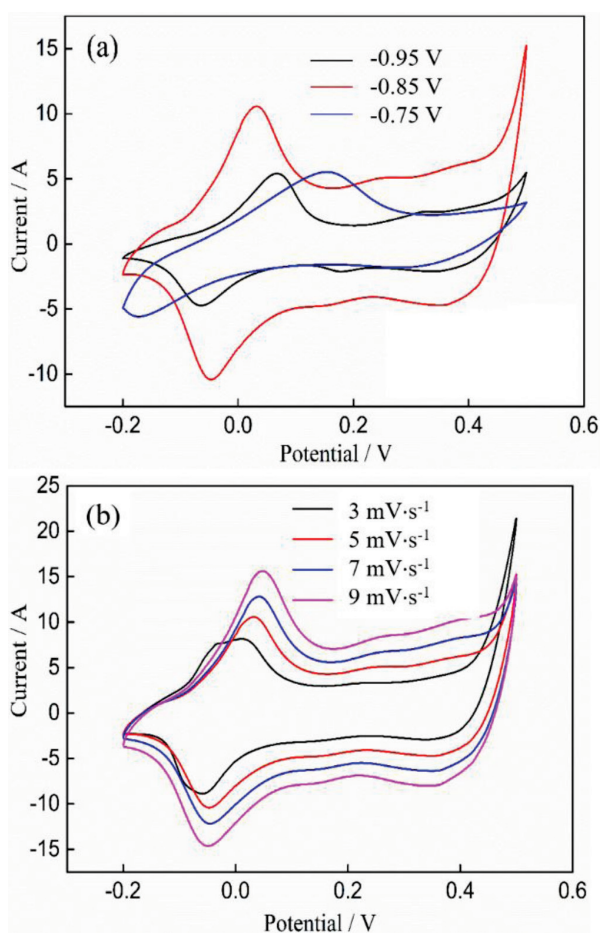 (a)
-0.95 V
-0.85 V
-0.75 V
15
10
5
0
-5
-10
Current / A
-0.2 0.0 0.2 0.4 0.6
Potential / V
(b)
3 mV·s⁻¹
5 mV·s⁻¹
7 mV·s⁻¹
9 mV·s⁻¹
25
20
15
10
5
0
-5
-10
-15
Current / A
-0.2 0.0 0.2 0.4 0.6
Potential / V